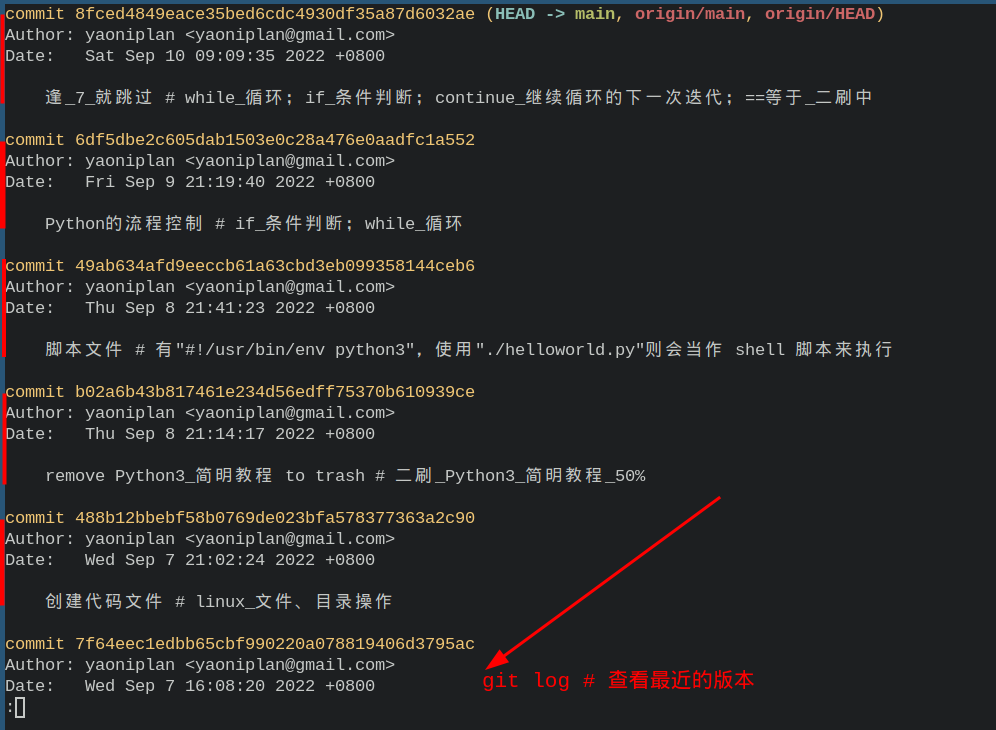 commit 8fced4849eace35bed6cdc4930df35a87d6032ae (HEAD -> main, origin/main, origin/HEAD)
Author: yaoniplan <yaoniplan@gmail.com>
Date:   Sat Sep 10 09:09:35 2022 +0800
逢_7_就跳过 # while_循环；if_条件判断；continue_继续循环的下一次迭代；==等于_二刷中
commit 6df5dbe2c605dab1503e0c28a476e0aadfc1a552
Author: yaoniplan <yaoniplan@gmail.com>
Date:   Fri Sep 9 21:19:40 2022 +0800
Python的流程控制 # if_条件判断；while_循环
commit 49ab634afd9eeccb61a63cbd3eb099358144ceb6
Author: yaoniplan <yaoniplan@gmail.com>
Date:   Thu Sep 8 21:41:23 2022 +0800
脚本文件 # 有"#!/usr/bin/env python3"，使用"./helloworld.py"则会当作 shell 脚本来执行
commit b02a6b43b817461e234d56edff75370b610939ce
Author: yaoniplan <yaoniplan@gmail.com>
Date:   Thu Sep 8 21:14:17 2022 +0800
remove Python3_简明教程 to trash # 二刷_Python3_简明教程_50%
commit 488b12bbebf58b0769de023bfa578377363a2c90
Author: yaoniplan <yaoniplan@gmail.com>
Date:   Wed Sep 7 21:02:24 2022 +0800
创建代码文件 # linux_文件、目录操作
commit 7f64eec1edbb65cbf990220a078819406d3795ac
Author: yaoniplan <yaoniplan@gmail.com>
Date:   Wed Sep 7 16:08:20 2022 +0800
git log # 查看最近的版本
: